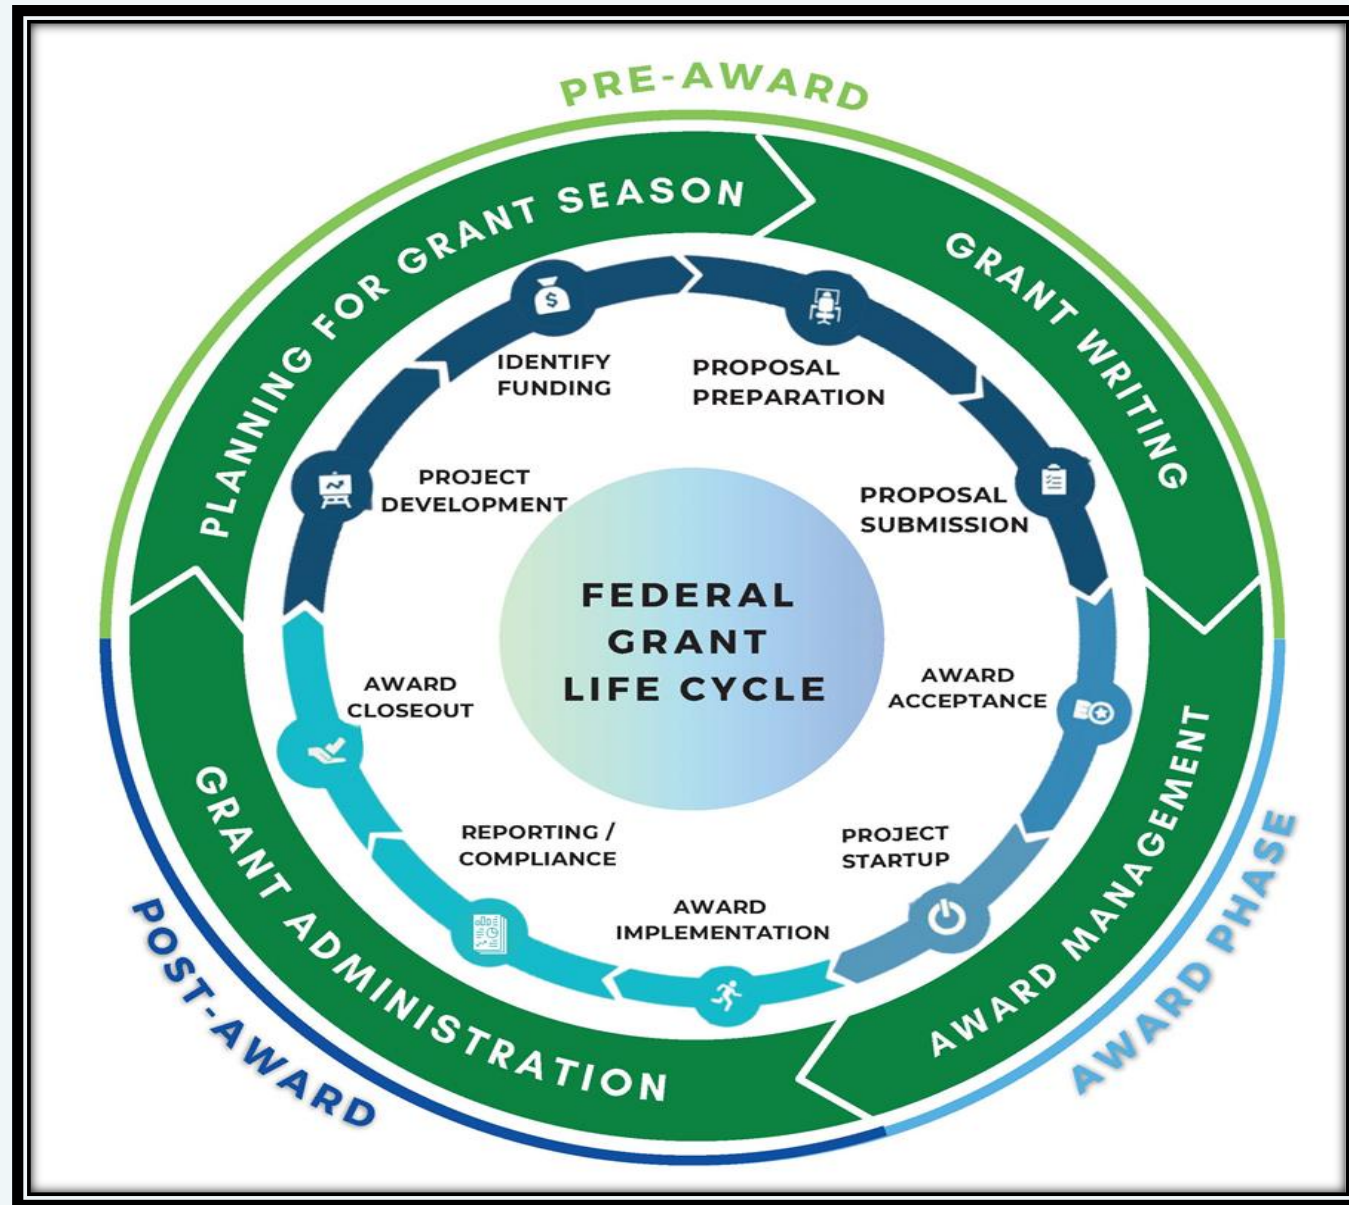 PRE-AWARD
PLANNING FOR GRANT SEASON
GRANT WRITING
IDENTIFY
FUNDING
PROPOSAL
PREPARATION
PROJECT
DEVELOPMENT
PROPOSAL
SUBMISSION
FEDERAL
GRANT
LIFE CYCLE
AWARD
CLOSEOUT
AWARD
ACCEPTANCE
REPORTING /
COMPLIANCE
PROJECT
STARTUP
AWARD
IMPLEMENTATION
GRANT ADMINISTRATION
AWARD MANAGEMENT
POST-AWARD
AWARD PHASE
$